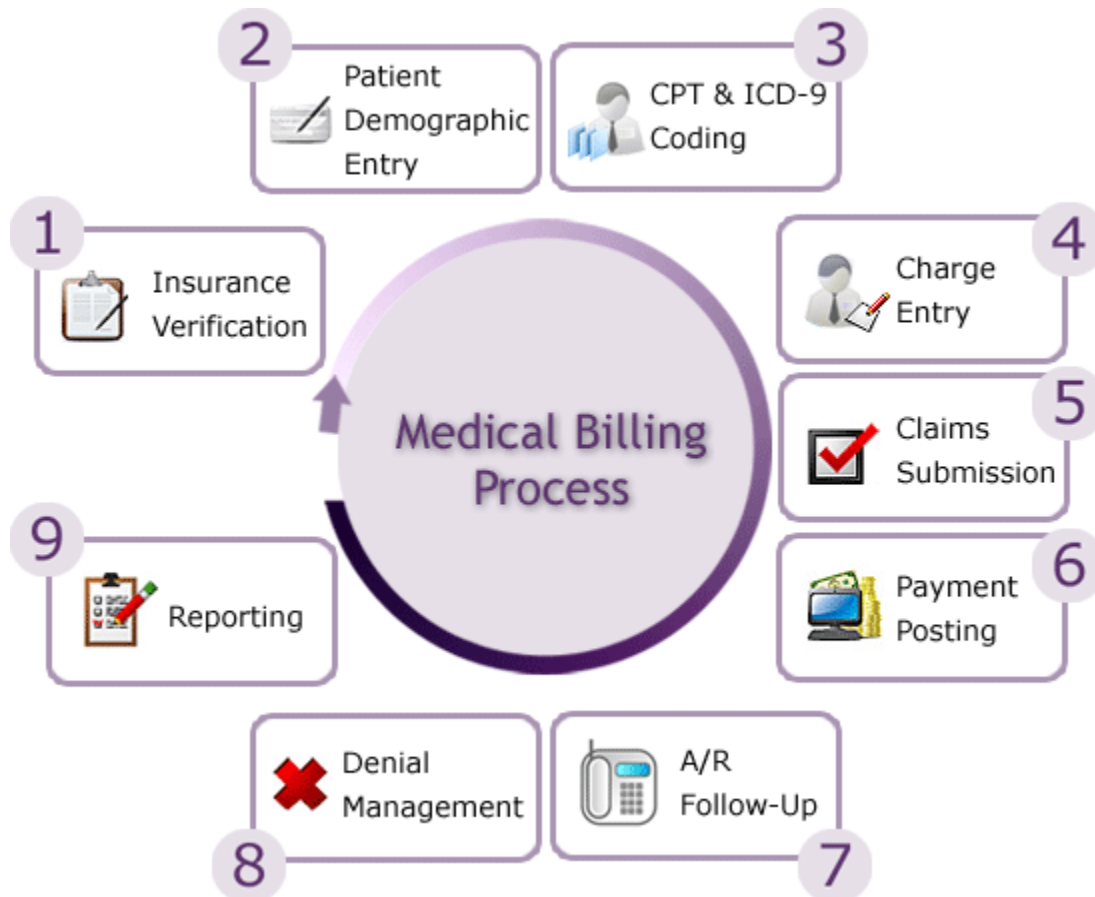 1
Insurance
Verification
2
Patient
Demographic
Entry
3
CPT & ICD-9
Coding
4
Charge
Entry
5
Claims
Submission
6
Payment
Posting
7
A/R
Follow-Up
8
Denial
Management
9
Reporting
Medical Billing
Process